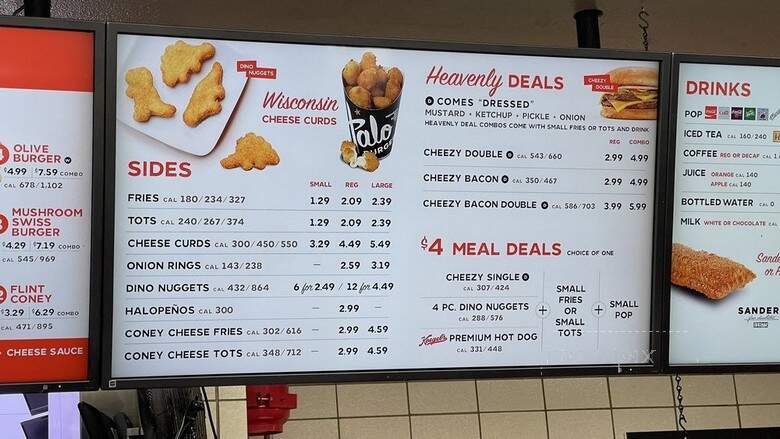 OLIVE
BURGER
$4.99 $7.59 COMBO
CAL 678/1,102
MUSHROOM
SWISS
BURGER
$4.29 $7.19 COMBO
CAL 545/969
FLINT
CONEY
$3.29 $6.29 COMBO
CAL 471/895
CHEESE SAUCE
DINO
NUGGETS
Wisconsin
CHEESE CURDS
SIDES
SMALL REG LARGE
FRIES CAL 180/234/327 1.29 2.09 2.39
TOTS CAL 240/267/374 1.29 2.09 2.39
CHEESE CURDS CAL 300/450/550 3.29 4.49 5.49
ONION RINGS CAL 143/238 – 2.59 3.19
DINO NUGGETS CAL 432/864 6 for 2.49 / 12 for 4.49
HALOPEÑOS CAL 300 – 2.99 –
CONEY CHEESE FRIES CAL 302/616 – 2.99 4.59
CONEY CHEESE TOTS CAL 348/712 – 2.99 4.59
Heavenly DEALS
COMES "DRESSED"
MUSTARD • KETCHUP • PICKLE • ONION
HEAVENLY DEAL COMBOS COME WITH SMALL FRIES OR TOTS AND DRINK
CHEEZY
DOUBLE
REG COMBO
CHEEZY DOUBLE CAL 543/660 2.99 4.99
CHEEZY BACON CAL 350/467 2.99 4.99
CHEEZY BACON DOUBLE CAL 586/703 3.99 5.99
$4 MEAL DEALS CHOICE OF ONE
CHEEZY SINGLE
CAL 307/424
4 PC. DINO NUGGETS
CAL 288/576
Koegel's PREMIUM HOT DOG
CAL 331/448
+ SMALL
FRIES
OR
SMALL
TOTS
+ SMALL
POP
DRINKS
POP
ICED TEA CAL 160/240
COFFEE REG OR DECAF CAL
JUICE ORANGE CAL 140
APPLE CAL 140
BOTTLED WATER CAL 0
MILK WHITE OR CHOCOLATE
SANDER